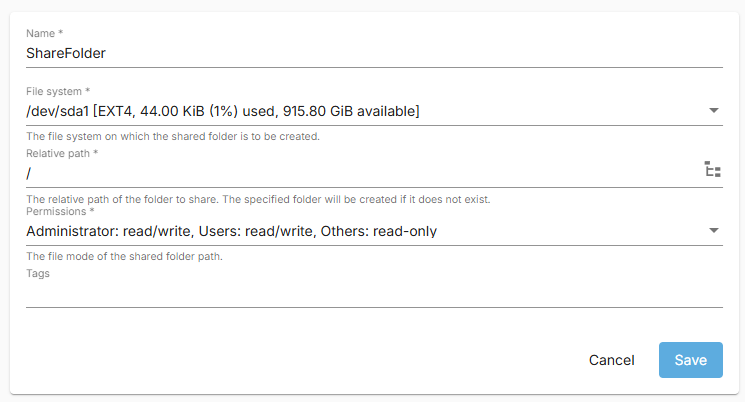 Name *
ShareFolder
File system *
/dev/sda1 [EXT4, 44.00 KiB (1%) used, 915.80 GiB available]
The file system on which the shared folder is to be created.
Relative path *
/
The relative path of the folder to share. The specified folder will be created if it does not exist.
Permissions *
Administrator: read/write, Users: read/write, Others: read-only
The file mode of the shared folder path.
Tags
Cancel Save